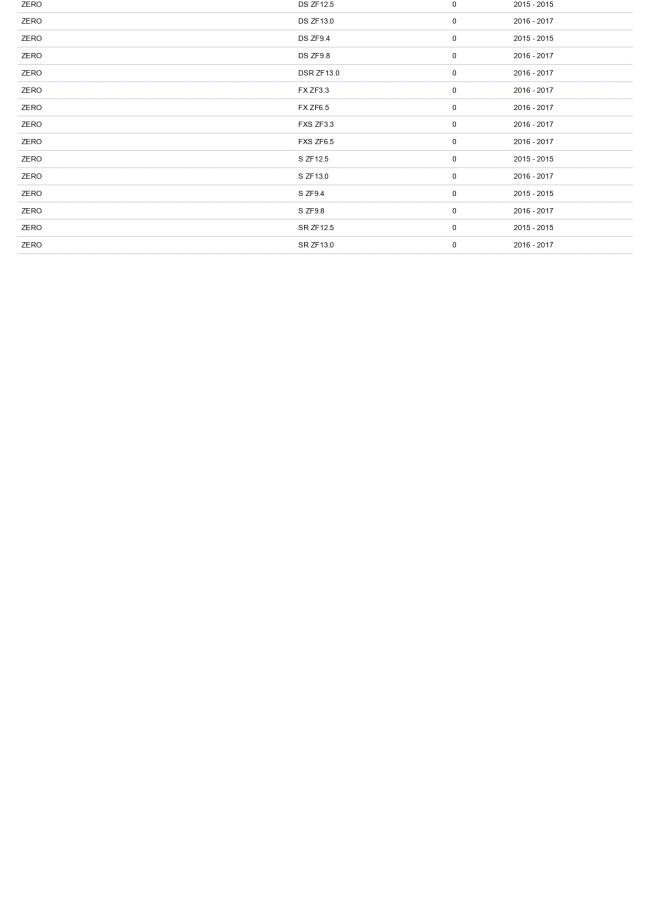 ZERO DS ZF12.5 0 2015 - 2015
ZERO DS ZF13.0 0 2016 - 2017
ZERO DS ZF9.4 0 2015 - 2015
ZERO DS ZF9.8 0 2016 - 2017
ZERO DSR ZF13.0 0 2016 - 2017
ZERO FX ZF3.3 0 2016 - 2017
ZERO FX ZF6.5 0 2016 - 2017
ZERO FXS ZF3.3 0 2016 - 2017
ZERO FXS ZF6.5 0 2016 - 2017
ZERO S ZF12.5 0 2015 - 2015
ZERO S ZF13.0 0 2016 - 2017
ZERO S ZF9.4 0 2015 - 2015
ZERO S ZF9.8 0 2016 - 2017
ZERO SR ZF12.5 0 2015 - 2015
ZERO SR ZF13.0 0 2016 - 2017